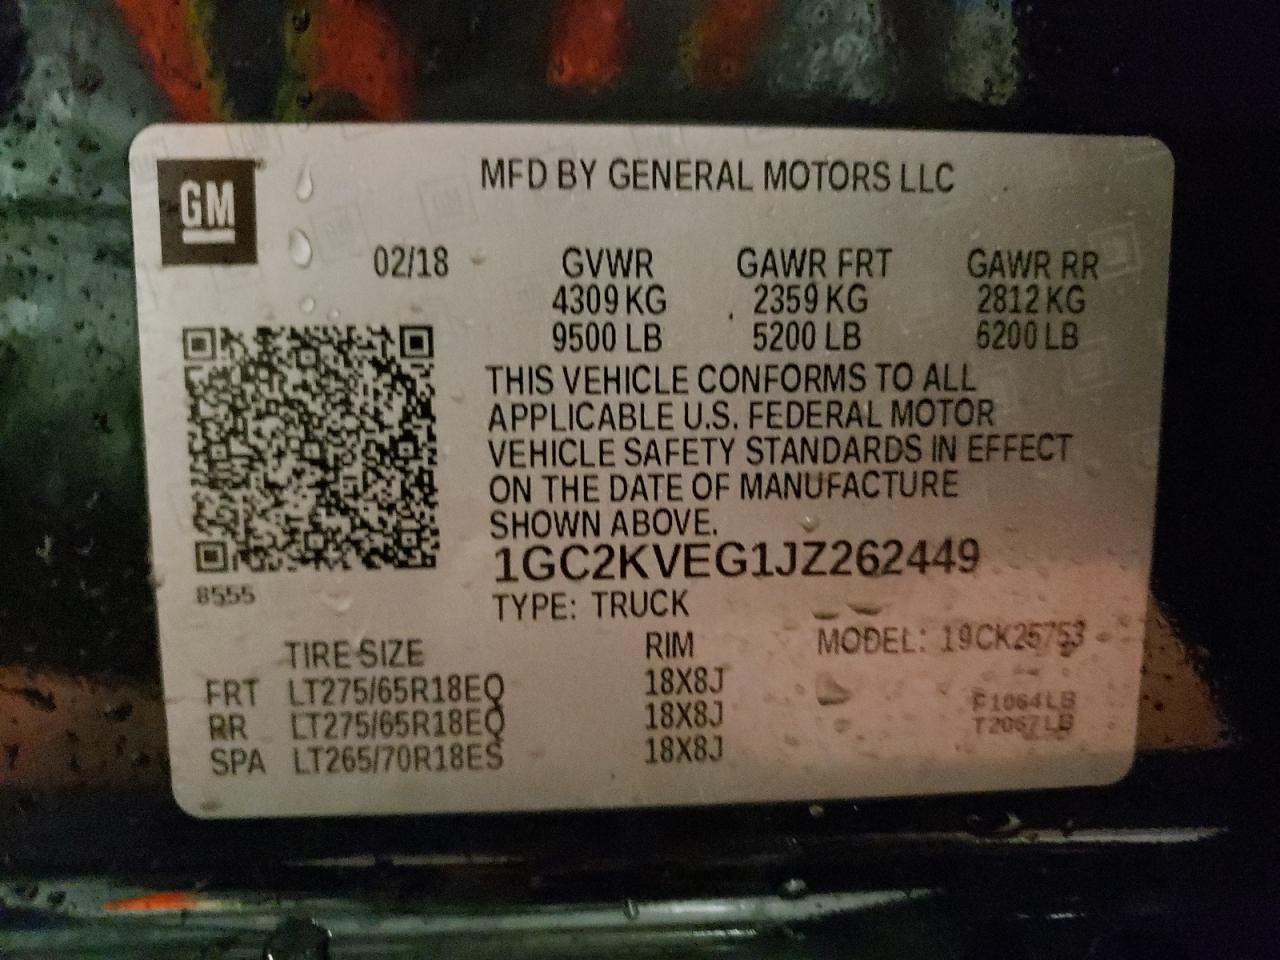 GM
MFD BY GENERAL MOTORS LLC
02/18 GVWR GAWR FRT GAWR RR
4309 KG 2359 KG 2812 KG
9500 LB 5200 LB 6200 LB
THIS VEHICLE CONFORMS TO ALL
APPLICABLE U.S. FEDERAL MOTOR
VEHICLE SAFETY STANDARDS IN EFFECT
ON THE DATE OF MANUFACTURE
SHOWN ABOVE.
1GC2KVEG1JZ262449
8555
TYPE: TRUCK
TIRE SIZE RIM MODEL: 19CK25753
FRT LT275/65R18EQ 18X8J
RR LT275/65R18EQ 18X8J
SPA LT265/70R18ES 18X8J
F1064LB
T2067LB